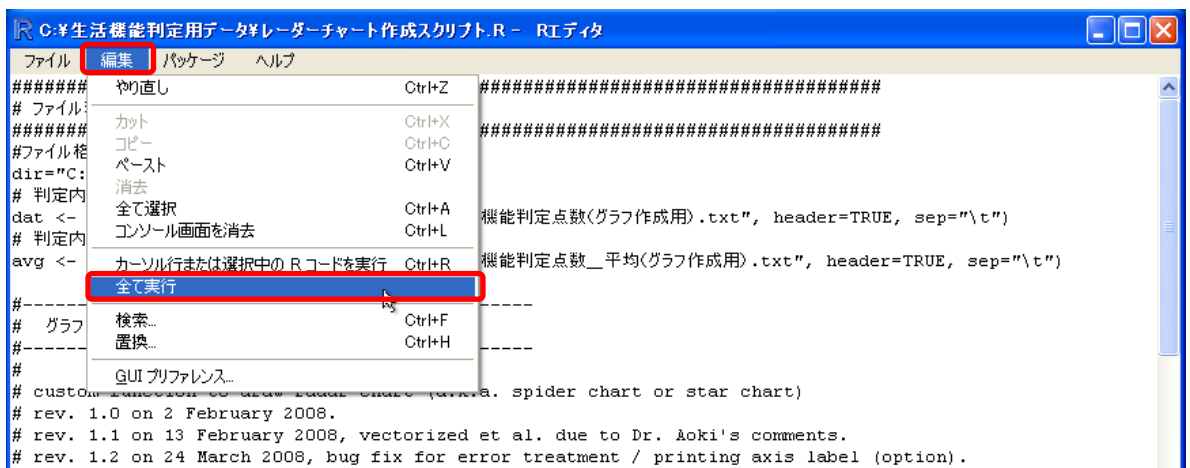 C:¥生活機能判定用データ¥レーダーチャート作成スクリプト.R - Rエディタ
ファイル 編集 パッケージ ヘルプ
####### やり直し Ctrl+Z #####################################
# ファイル
####### カット Ctrl+X #####################################
#ファイル格 コピー Ctrl+C
dir="C: ペースト Ctrl+V
# 判定内 消去
dat <- 全て選択 Ctrl+A 機能判定点数(グラフ作成用).txt", header=TRUE, sep="\t")
# 判定内 コンソール画面を消去 Ctrl+L
avg <- カーソル行または選択中の R コードを実行 Ctrl+R 機能判定点数__平均(グラフ作成用).txt", header=TRUE, sep="\t")
全て実行
#------ -----
# グラフ 検索... Ctrl+F
#------ 置換... Ctrl+H -----
#
GUI プリファレンス...
# custom function to draw radar chart (a.k.a. spider chart or star chart)
# rev. 1.0 on 2 February 2008.
# rev. 1.1 on 13 February 2008, vectorized et al. due to Dr. Aoki's comments.
# rev. 1.2 on 24 March 2008, bug fix for error treatment / printing axis label (option).